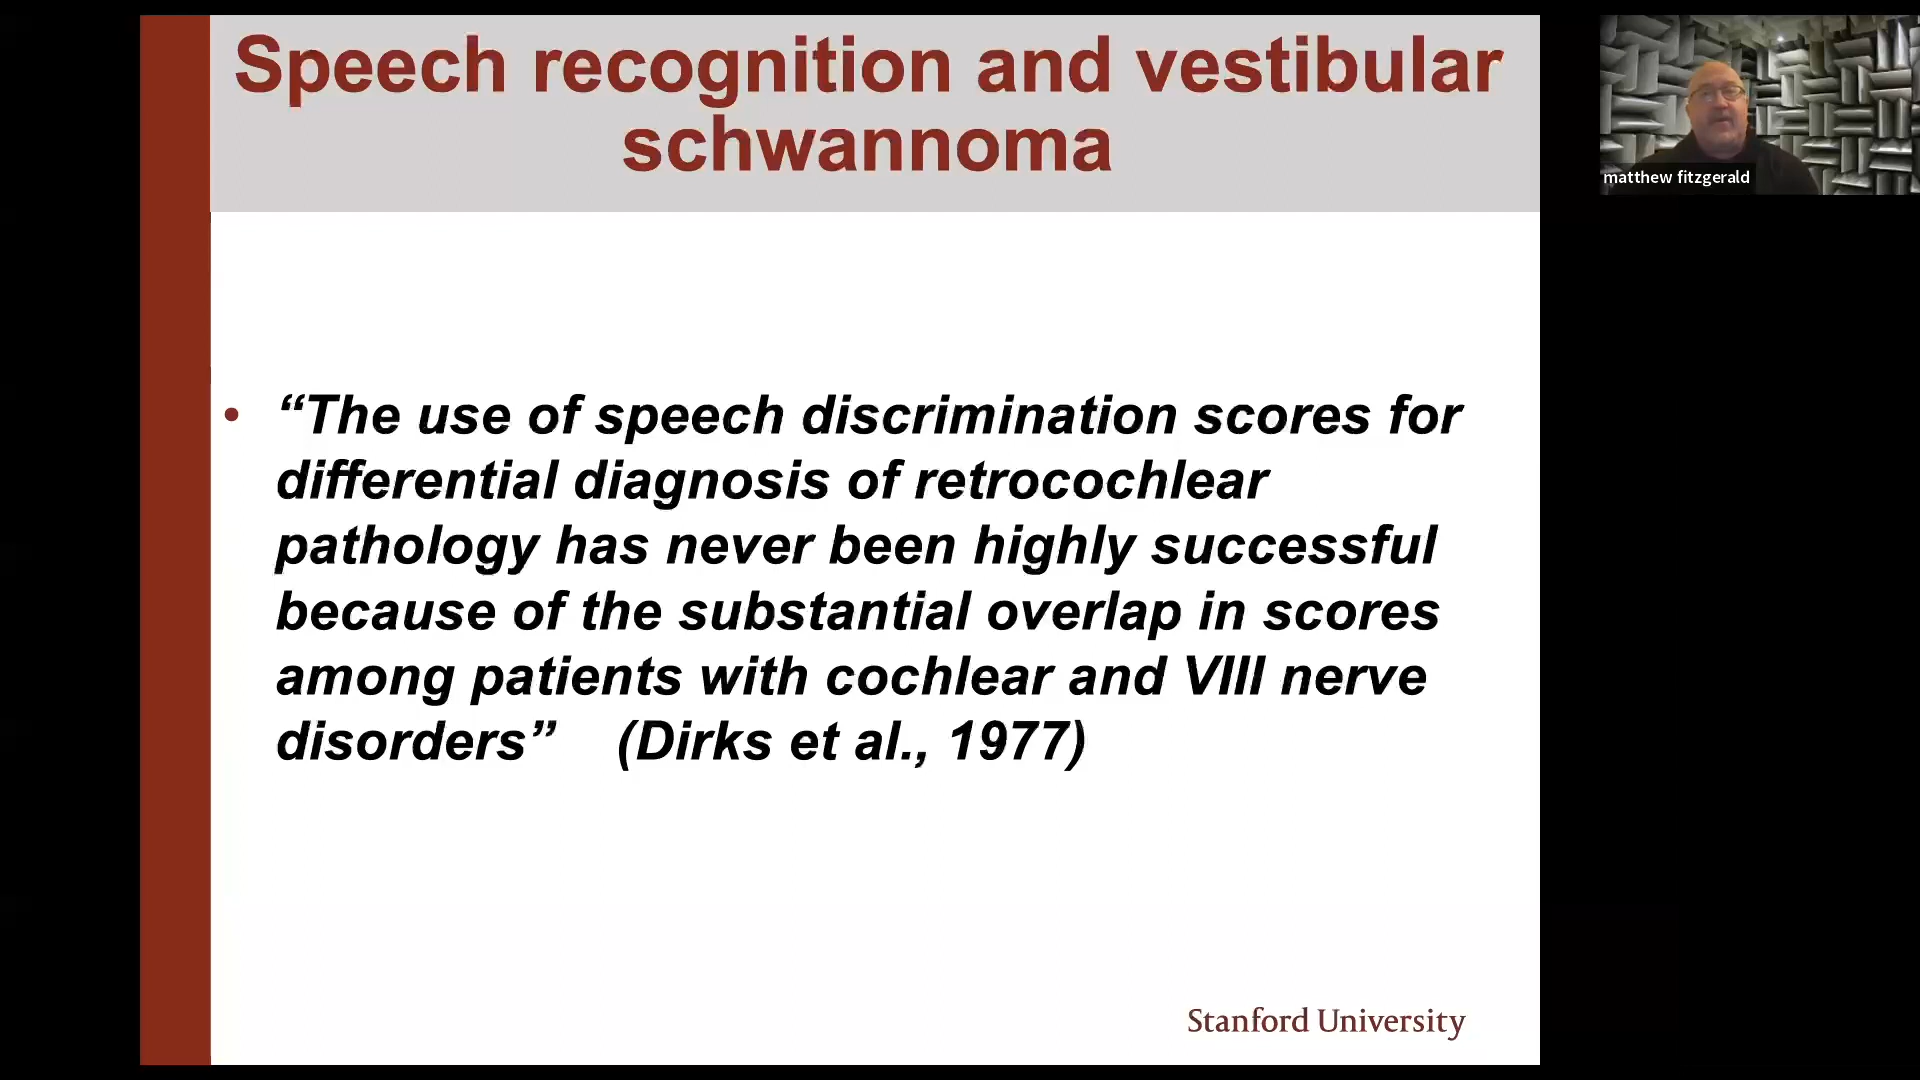 Speech recognition and vestibular
schwannoma
• “The use of speech discrimination scores for
differential diagnosis of retrocochlear
pathology has never been highly successful
because of the substantial overlap in scores
among patients with cochlear and VIII nerve
disorders” (Dirks et al., 1977)
Stanford University
matthew fitzgerald